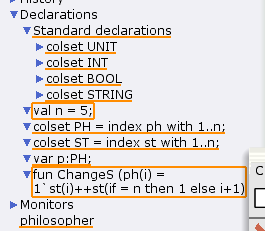 History
Declarations
Standard declarations
colset UNIT
colset INT
colset BOOL
colset STRING
val n = 5;
colset PH = index ph with 1..n;
colset ST = index st with 1..n;
var p:PH;
fun ChangeS (ph(i) =
1`st(i)++st(if = n then 1 else i+1)
Monitors
philosopher
C